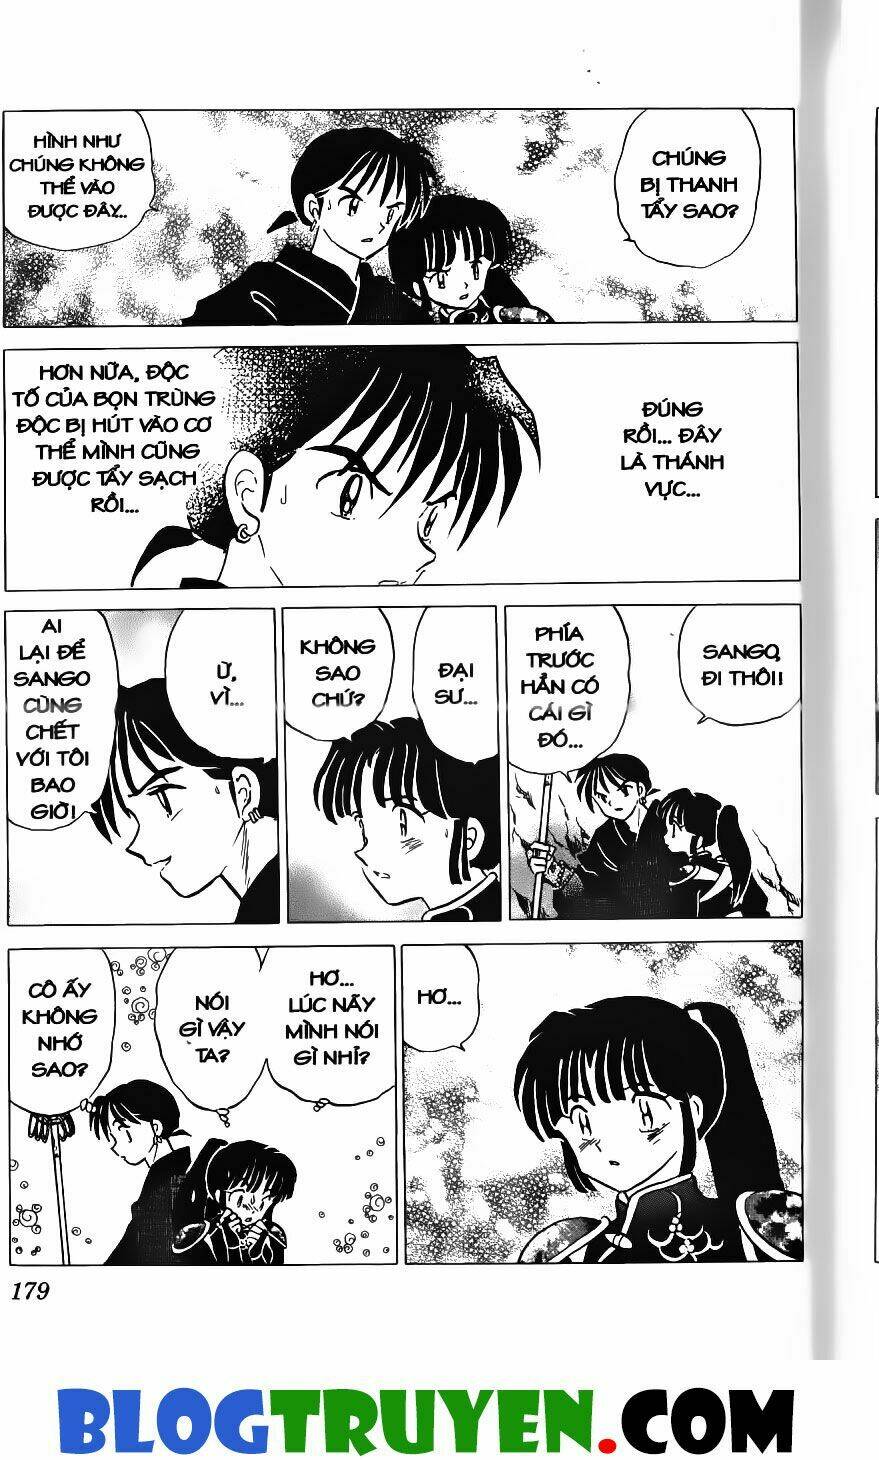 CHÚNG
BỊ THANH
TẨY SAO?
HÌNH NHƯ
CHÚNG KHÔNG
THỂ VÀO
ĐƯỢC ĐÂY...
ĐÚNG
RỒI... ĐÂY
LÀ THÁNH
VỰC...
HƠN NỮA, ĐỘC
TỐ CỦA BỌN TRÙNG
ĐỘC BỊ HÚT VÀO CƠ
THỂ MÌNH CŨNG
ĐƯỢC TẨY SẠCH
RỒI...
SANGO,
ĐI THÔI!
PHÍA
TRƯỚC
HẲN CÓ
CÁI GÌ
ĐÓ...
ĐẠI
SƯ...
KHÔNG
SAO
CHỨ?
Ừ,
VÌ...
AI
LẠI ĐỂ
SANGO
CÙNG
CHẾT
VỚI TÔI
BAO
GIỜ!
HƠ...
HƠ...
LÚC NÃY
MÌNH NÓI
GÌ NHỈ?
NÓI
GÌ VẬY
TA?
CÔ ẤY
KHÔNG
NHỚ
SAO?
179
BLOGTRUYEN.COM